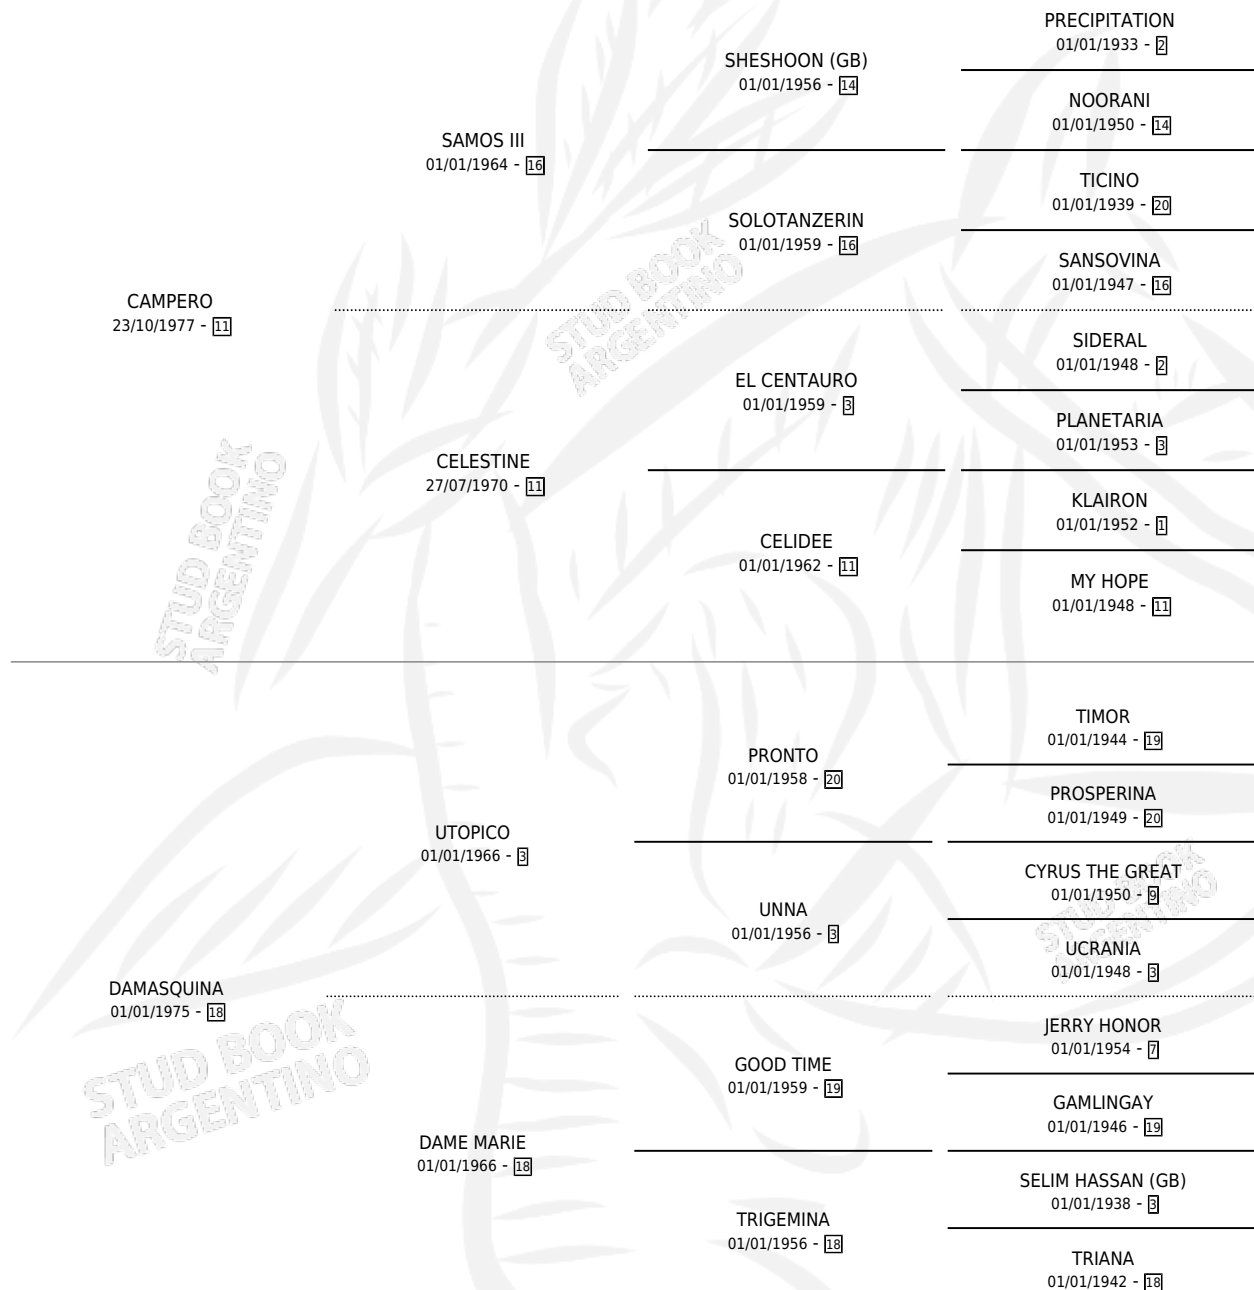 PRECIPITATION
01/01/1933 - 2
SHESHOON (GB)
01/01/1956 - 14
NOORANI
01/01/1950 - 14
SAMOS III
01/01/1964 - 16
TICINO
01/01/1939 - 20
SOLOTANZERIN
01/01/1959 - 16
SANSOVINA
01/01/1947 - 16
CAMPERO
23/10/1977 - 11
SIDERAL
01/01/1948 - 2
EL CENTAURO
01/01/1959 - 3
PLANETARIA
01/01/1953 - 3
CELESTINE
27/07/1970 - 11
KLAIRON
01/01/1952 - 1
CELIDEE
01/01/1962 - 11
MY HOPE
01/01/1948 - 11
TIMOR
01/01/1944 - 19
PRONTO
01/01/1958 - 20
PROSPERINA
01/01/1949 - 20
UTOPICO
01/01/1966 - 3
CYRUS THE GREAT
01/01/1950 - 9
UNNA
01/01/1956 - 3
UCRANIA
01/01/1948 - 3
DAMASQUINA
01/01/1975 - 18
JERRY HONOR
01/01/1954 - 7
GOOD TIME
01/01/1959 - 19
GAMLINGAY
01/01/1946 - 19
DAME MARIE
01/01/1966 - 18
SELIM HASSAN (GB)
01/01/1938 - 3
TRIGEMINA
01/01/1956 - 18
TRIANA
01/01/1942 - 18
STUD BOOK
ARGENTINO
STUD BOOK
ARGENTINO
STUD BOOK
ARGENTINO
STUD BOOK
ARGENTINO